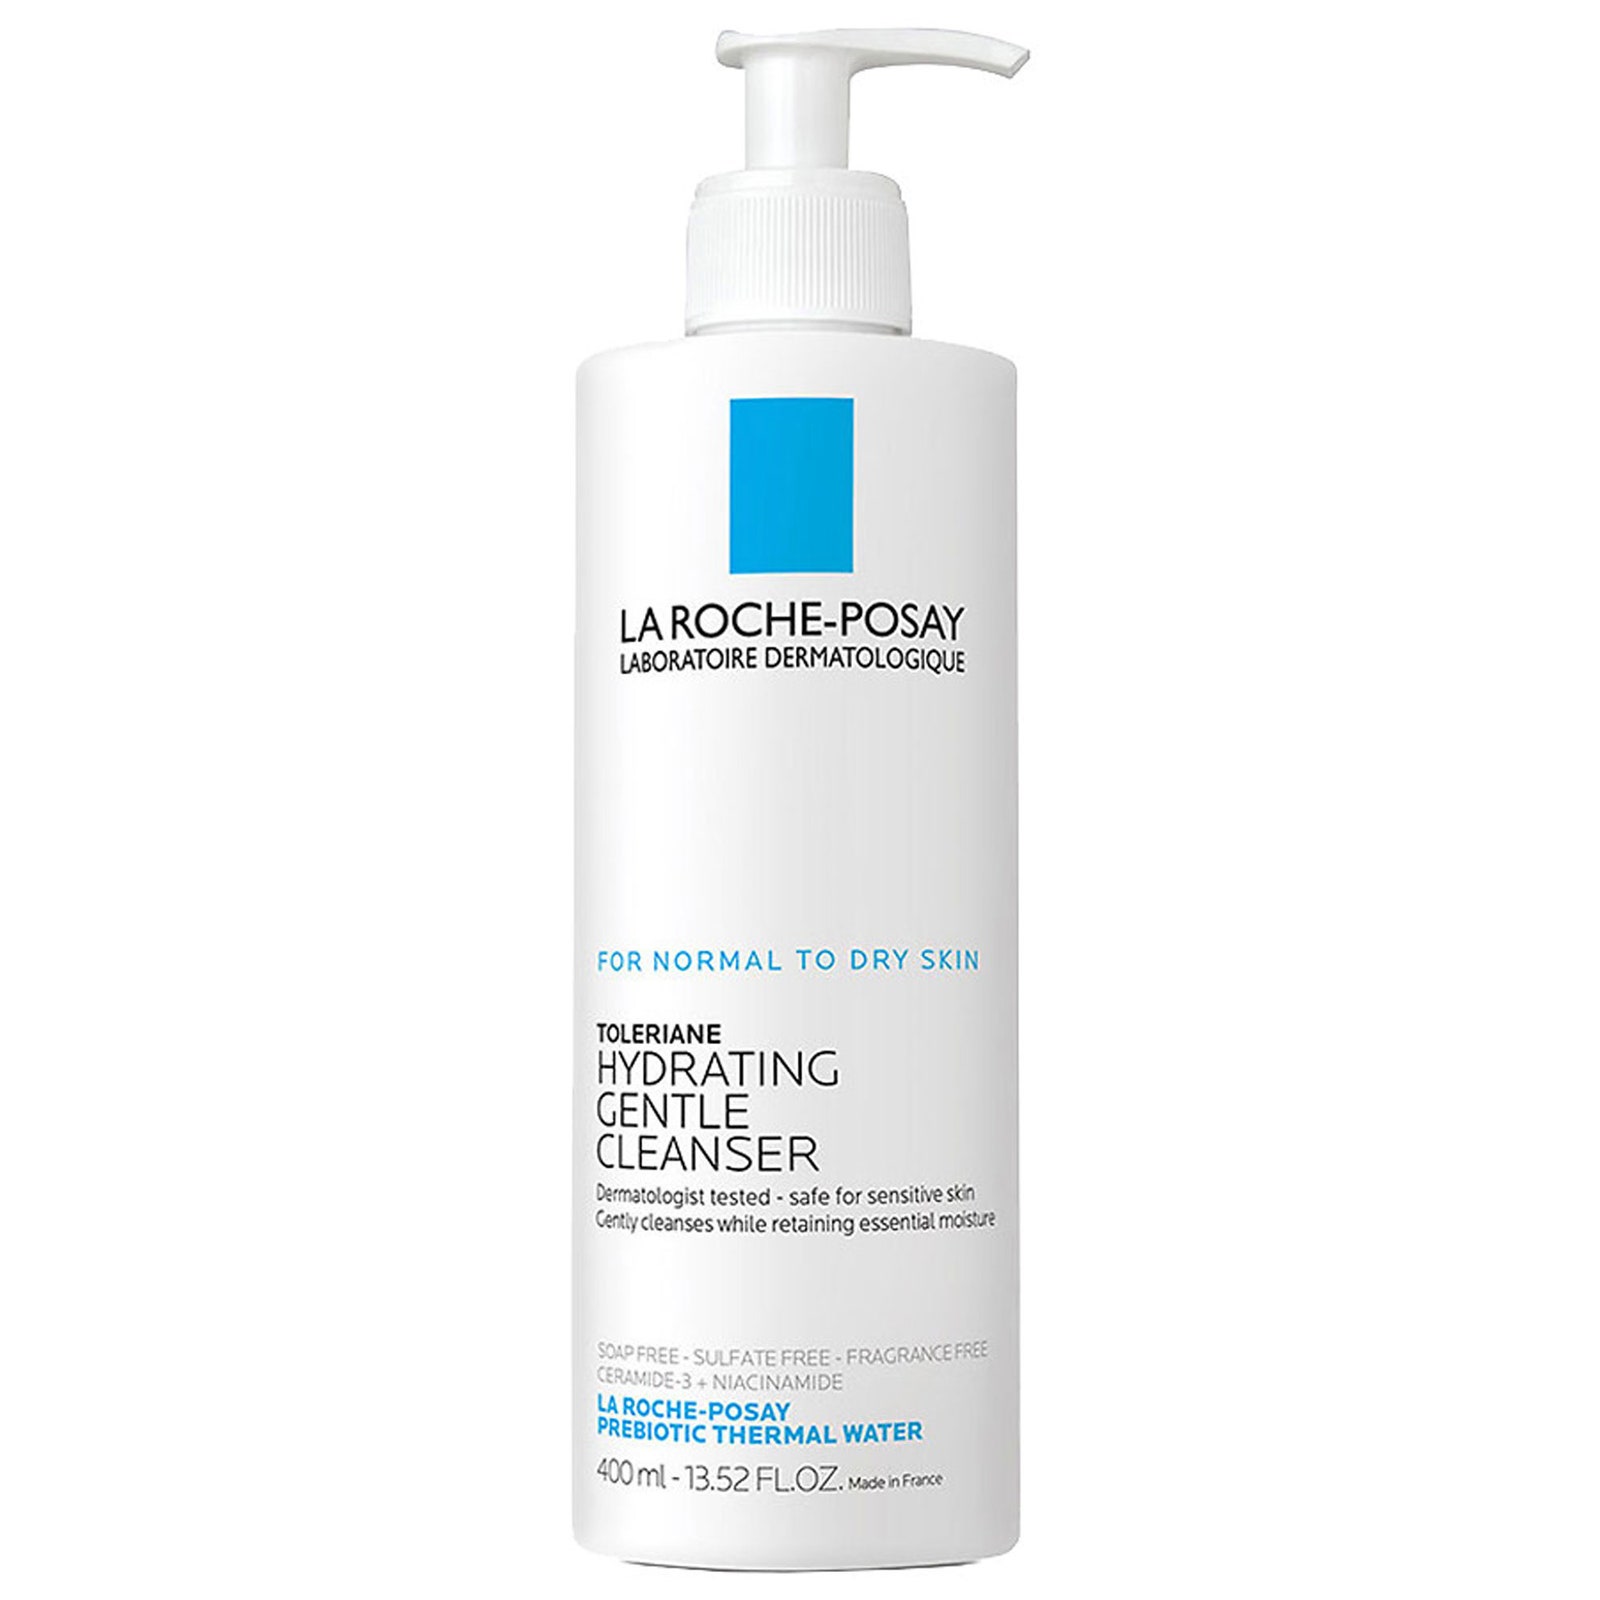 LA ROCHE-POSAY
LABORATOIRE DERMATOLOGIQUE
FOR NORMAL TO DRY SKIN
TOLERIANE
HYDRATING
GENTLE
CLEANSER
Dermatologist tested - safe for sensitive skin
Gently cleanses while retaining essential moisture
SOAP FREE - SULFATE FREE - FRAGRANCE FREE
CERAMIDE-3 + NIACINAMIDE
LA ROCHE-POSAY
PREBIOTIC THERMAL WATER
400 ml - 13.52 FL.OZ. Made in France